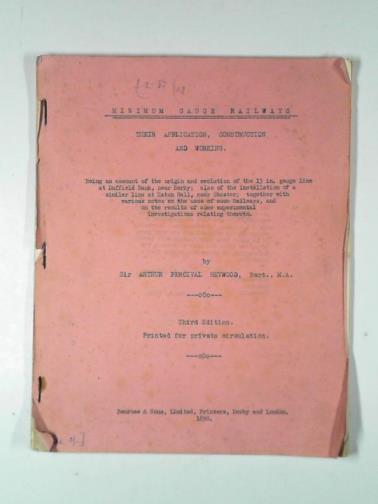 MINIMUM GAUGE RAILWAYS
THEIR APPLICATION, CONSTRUCTION
AND WORKING.
Being an account of the origin and evolution of the 15 in. gauge line
at Duffield Bank, near Derby; also of the installation of a
similar line at Eaton Hall, near Chester; together with
various notes on the uses of such Railways, and
on the results of some experimental
investigations relating thereto.
by
Sir ARTHUR PERCIVAL HEYWOOD, Bart., M.A.
---oOo---
Third Edition.
Printed for private circulation.
---oOo---
Bemrose & Sons, Limited, Printers, Derby and London.
1898.